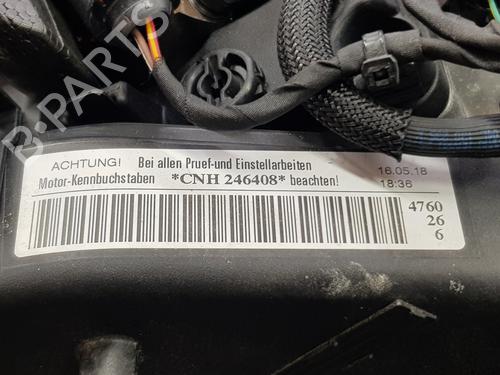 B-PARTS
ACHTUNG! Bei allen Pruef-und Einstellarbeiten
Motor-Kennbuchstaben *CNH 246408* beachten!
16.05.18
18:36
4760
26
6